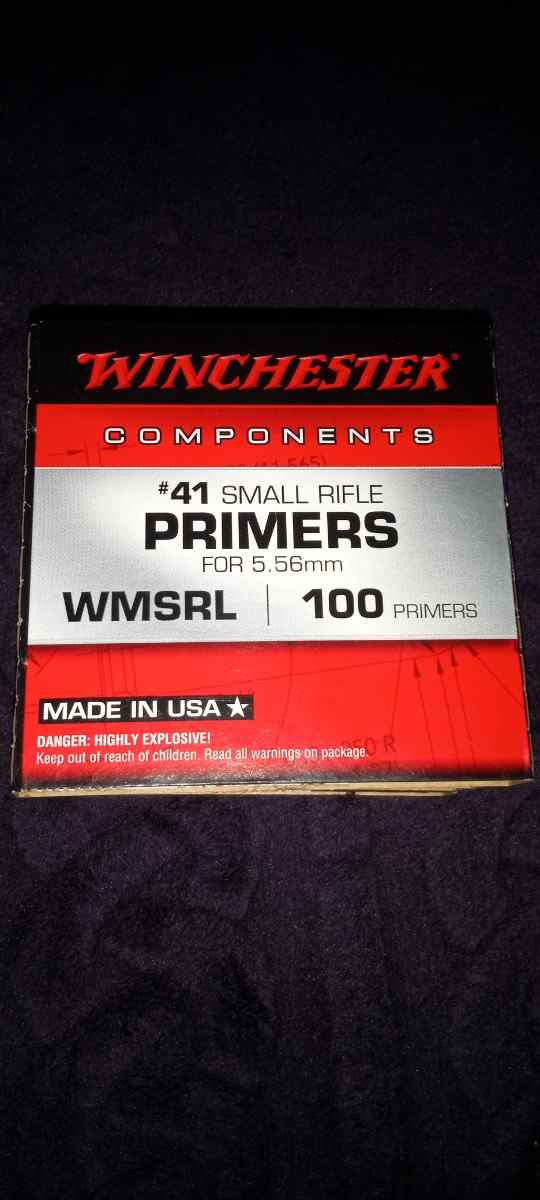 WINCHESTER®
COMPONENTS
#41 SMALL RIFLE
PRIMERS
FOR 5.56mm
WMSRL | 100 PRIMERS
MADE IN USA★
DANGER: HIGHLY EXPLOSIVE!
Keep out of reach of children. Read all warnings on package.